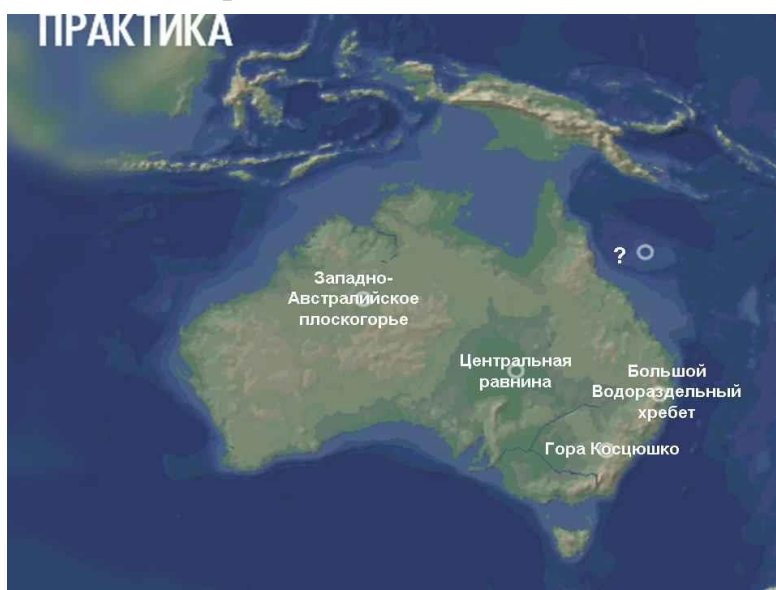 ПРАКТИКА
?
Западно-
Австралийское
плоскогорье
Центральная
равнина
Большой
Водораздельный
хребет
Гора Косцюшко